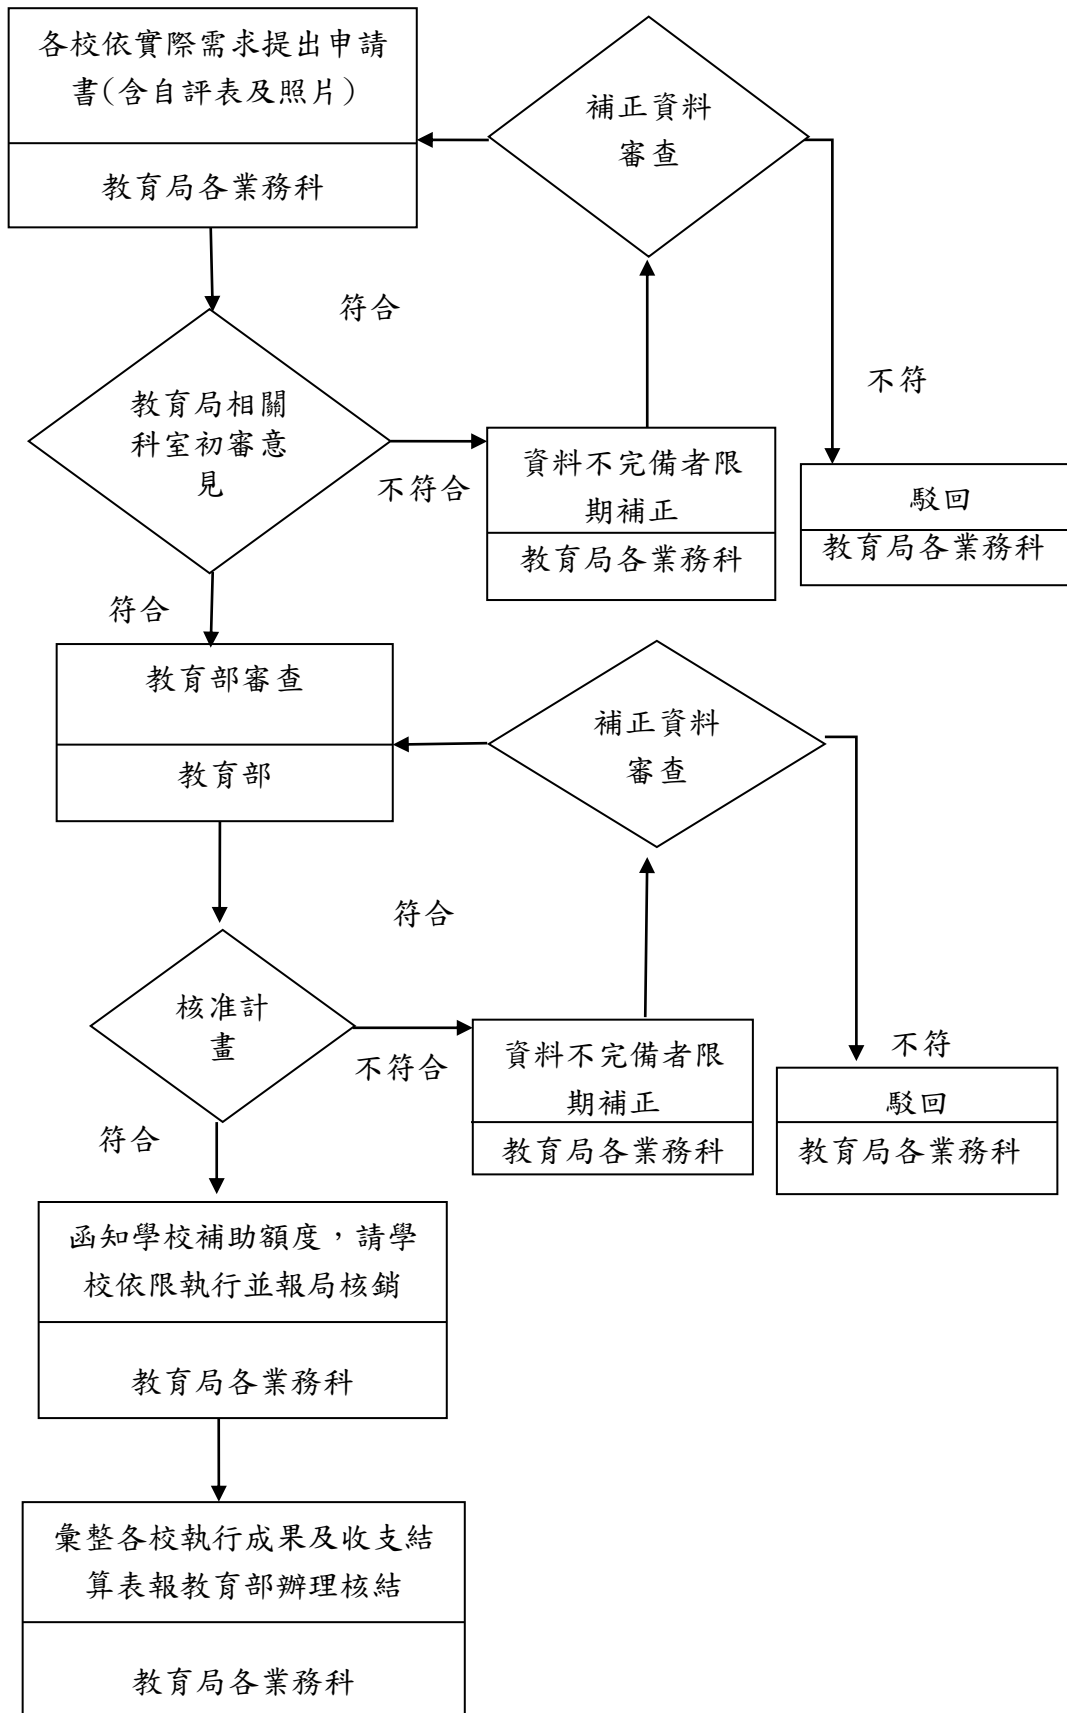 各校依實際需求提出申請
書(含自評表及照片)
教育局各業務科
補正資料
審查
符合
不符
教育局相關
科室初審意
見
不符合
資料不完備者限
期補正
教育局各業務科
駁回
教育局各業務科
符合
教育部審查
教育部
補正資料
審查
符合
核准計
畫
不符合
資料不完備者限
期補正
教育局各業務科
不符
駁回
教育局各業務科
符合
函知學校補助額度，請學
校依限執行並報局核銷
教育局各業務科
彙整各校執行成果及收支結
算表報教育部辦理核結
教育局各業務科